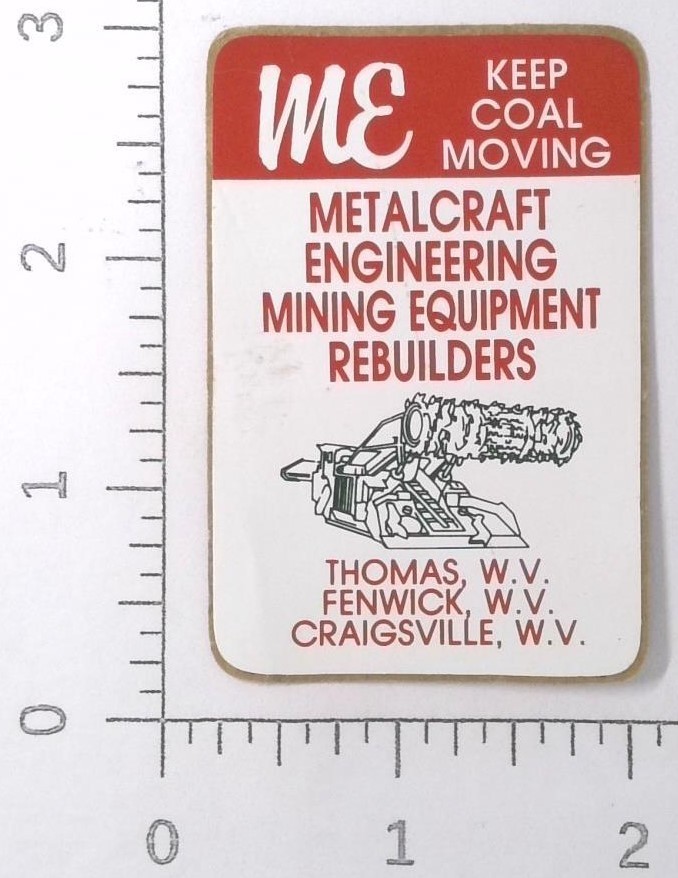 ME
KEEP
COAL
MOVING
METALCRAFT
ENGINEERING
MINING EQUIPMENT
REBUILDERS
THOMAS, W.V.
FENWICK, W.V.
CRAIGSVILLE, W.V.
3
2
1
0
0 1 2